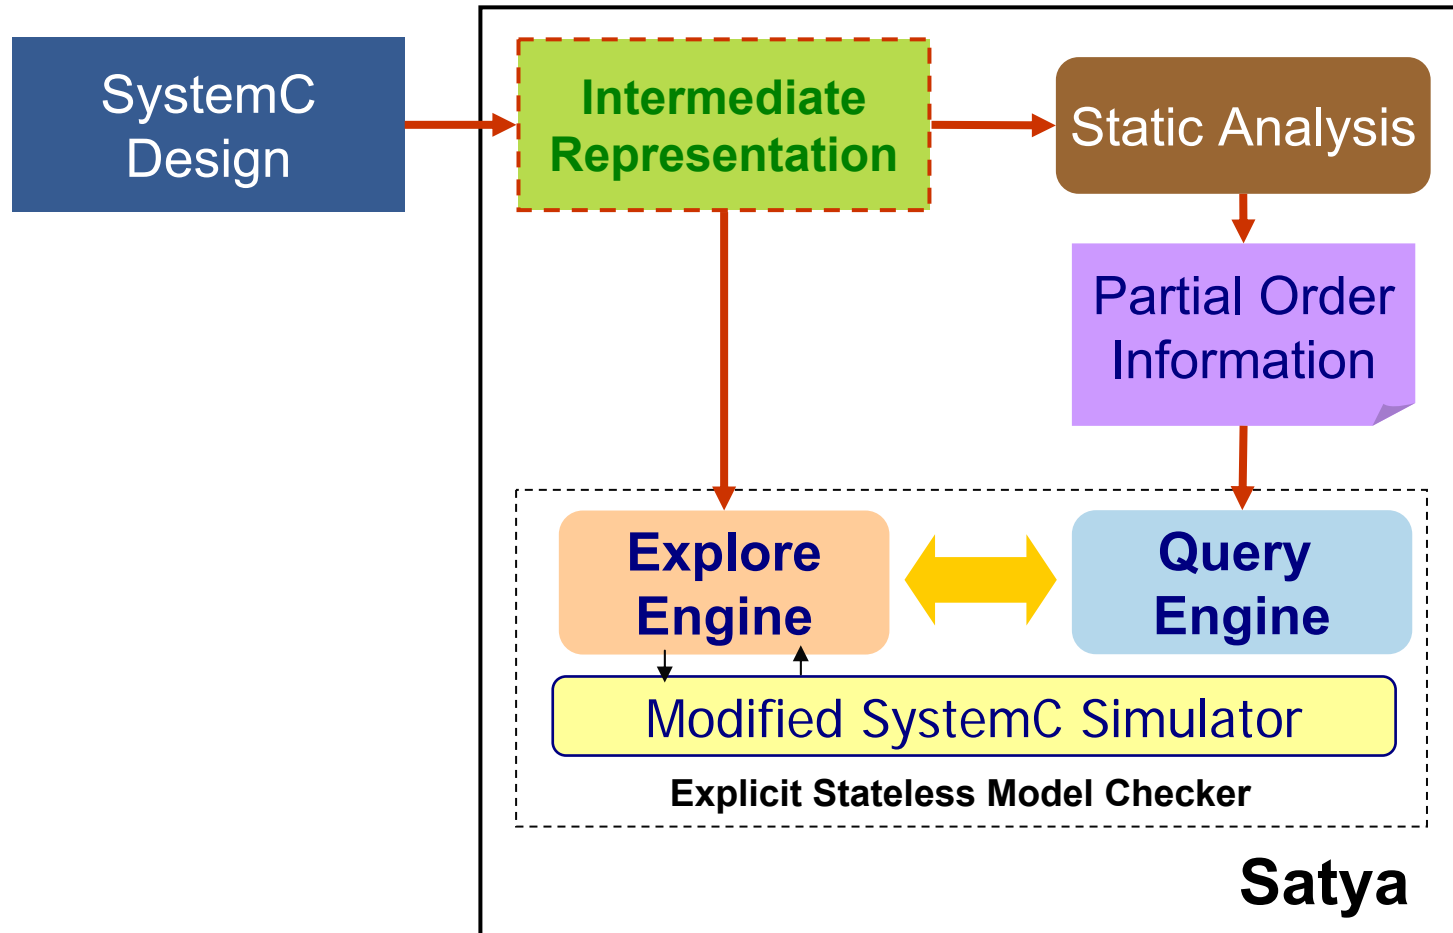 SystemC
Design
Intermediate
Representation
Static Analysis
Partial Order
Information
Explore
Engine
Query
Engine
Modified SystemC Simulator
Explicit Stateless Model Checker
Satya